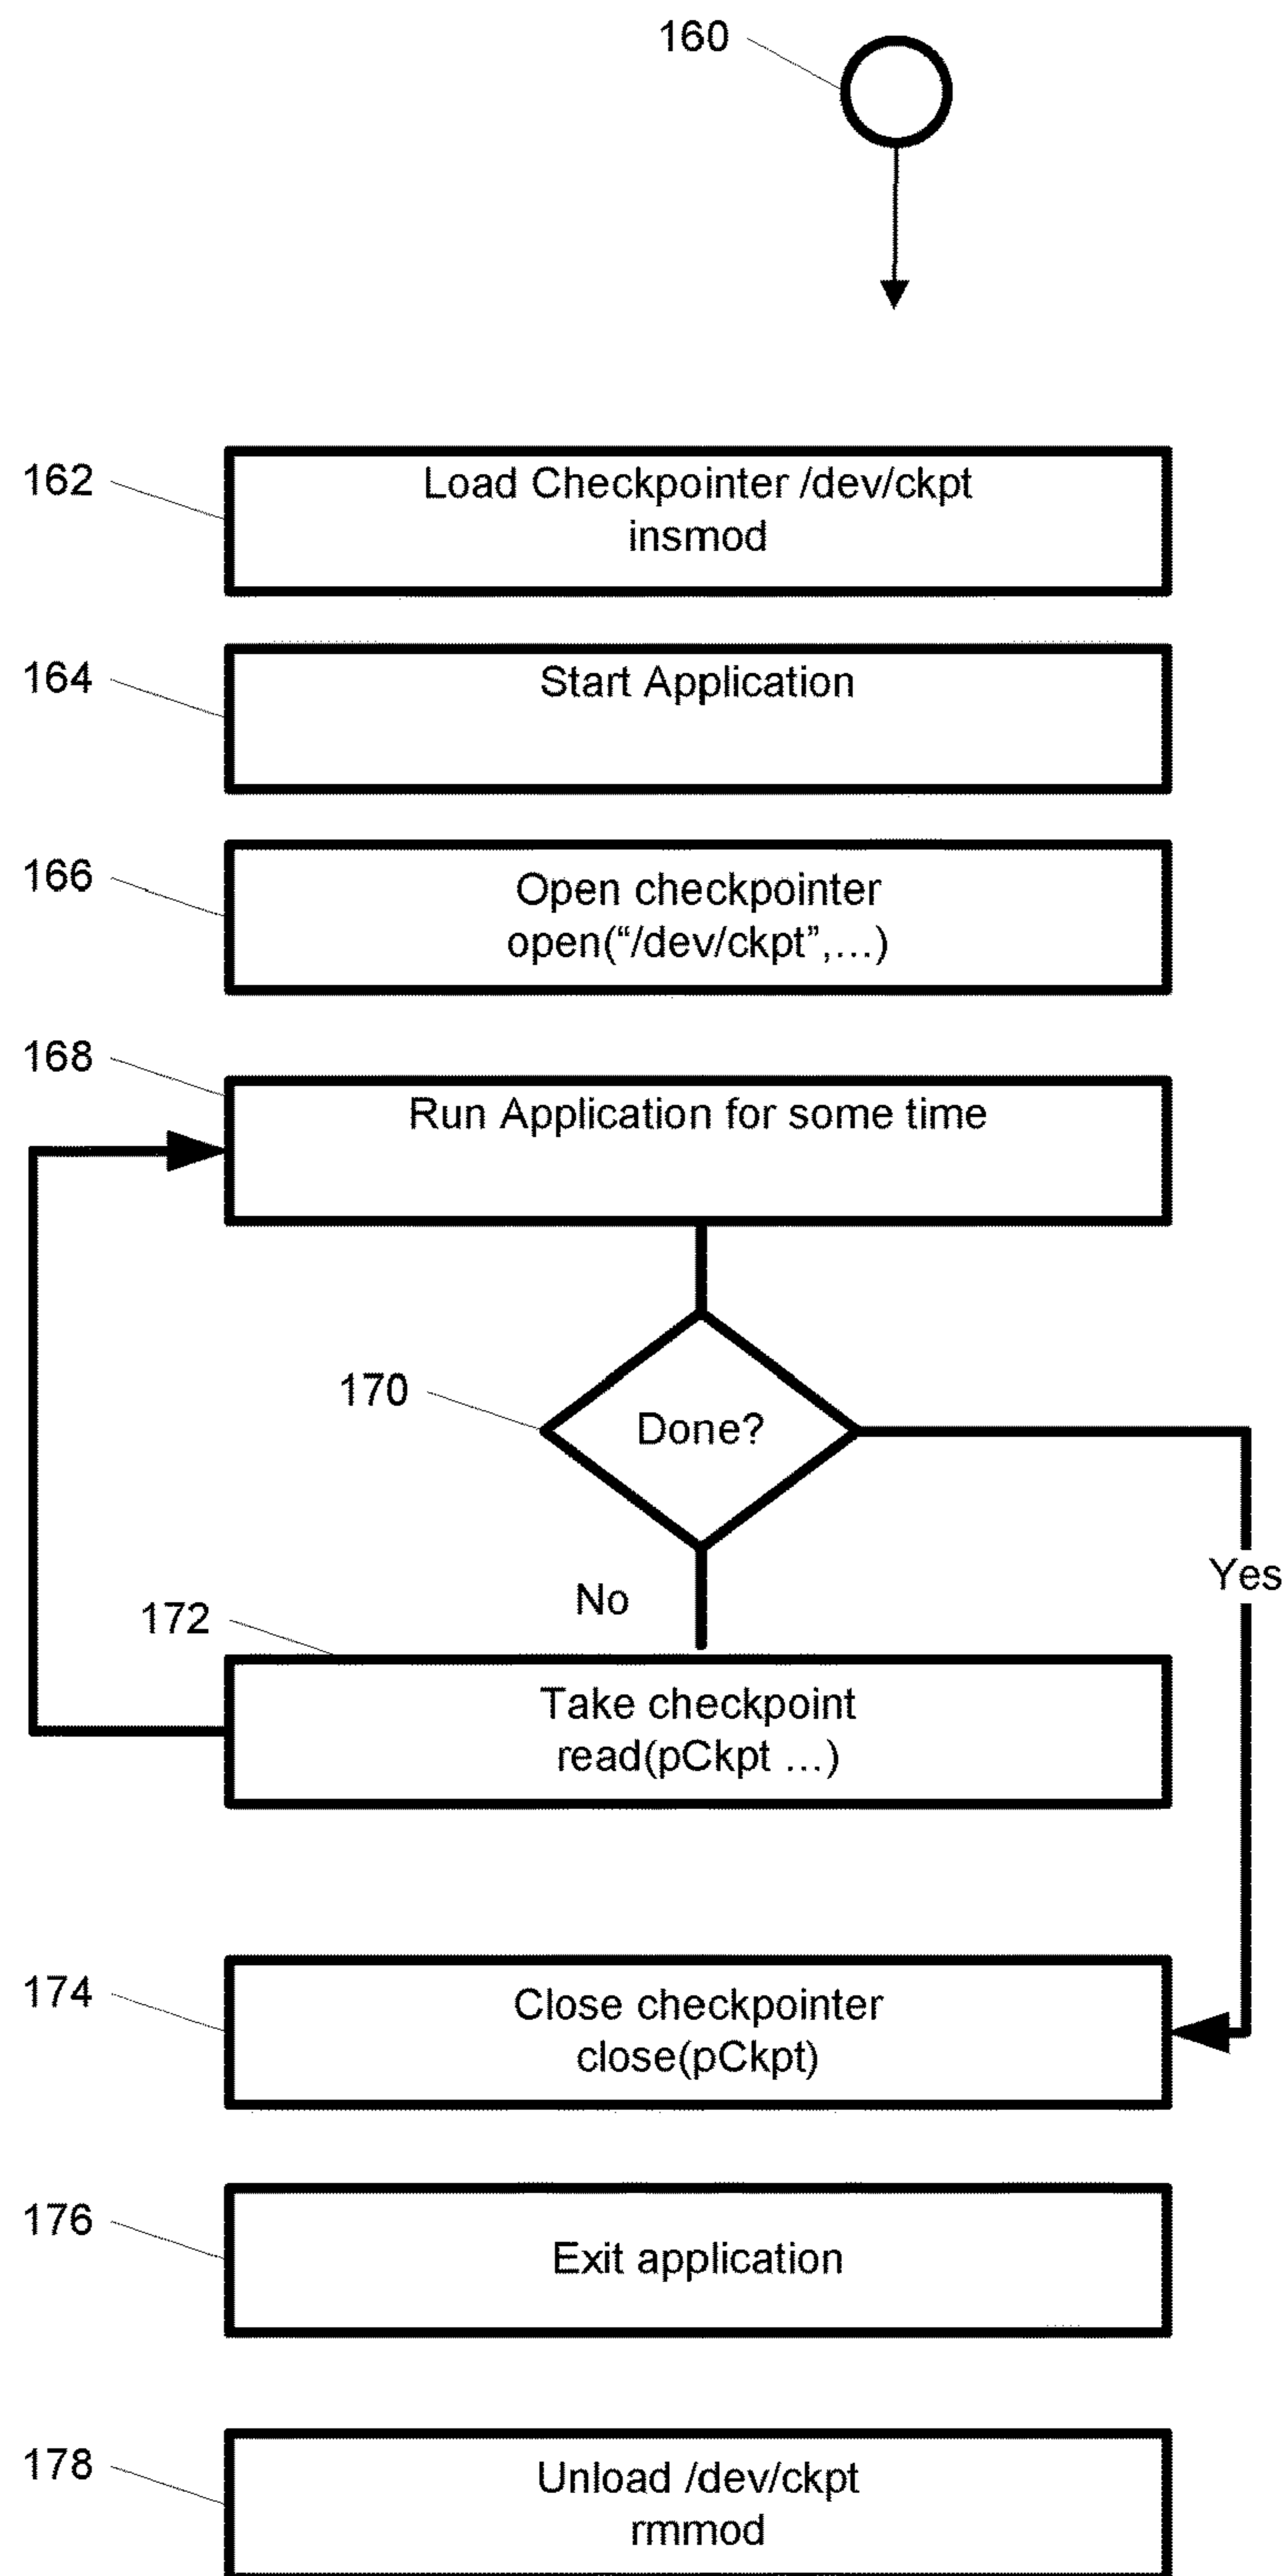 160
162
Load Checkpointer /dev/ckpt
insmod
164
Start Application
166
Open checkpointer
open(“/dev/ckpt”,…)
168
Run Application for some time
170
Done?
Yes
No
172
Take checkpoint
read(pCkpt …)
174
Close checkpointer
close(pCkpt)
176
Exit application
178
Unload /dev/ckpt
rmmod